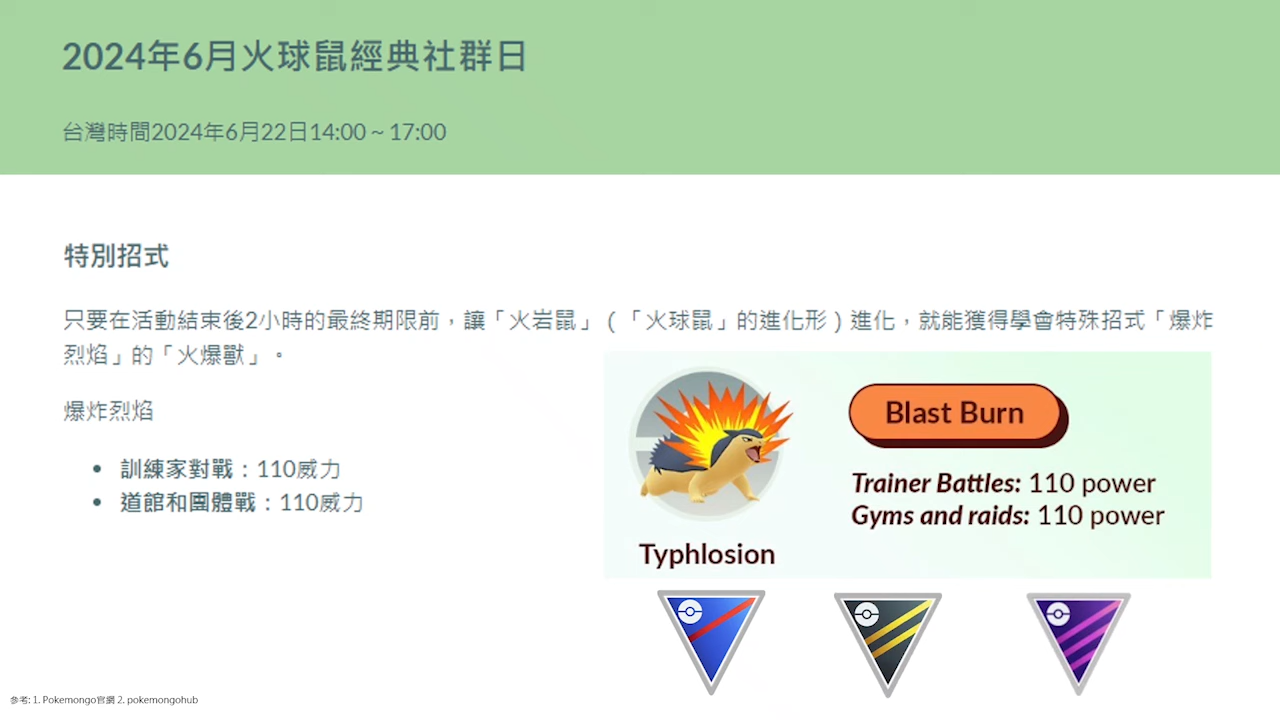 2024年6月火球鼠經典社群日
台灣時間2024年6月22日14:00 ~ 17:00
特別招式
只要在活動結束後2小時的最終期限前，讓「火岩鼠」(「火球鼠」的進化形) 進化，就能獲得學會特殊招式「爆炸
烈焰」的「火爆獸」。
爆炸烈焰
• 訓練家對戰：110威力
• 道館和團體戰：110威力
Blast Burn
Trainer Battles: 110 power
Gyms and raids: 110 power
Typhlosion
參考: 1. Pokemongo官網 2. pokemongohub